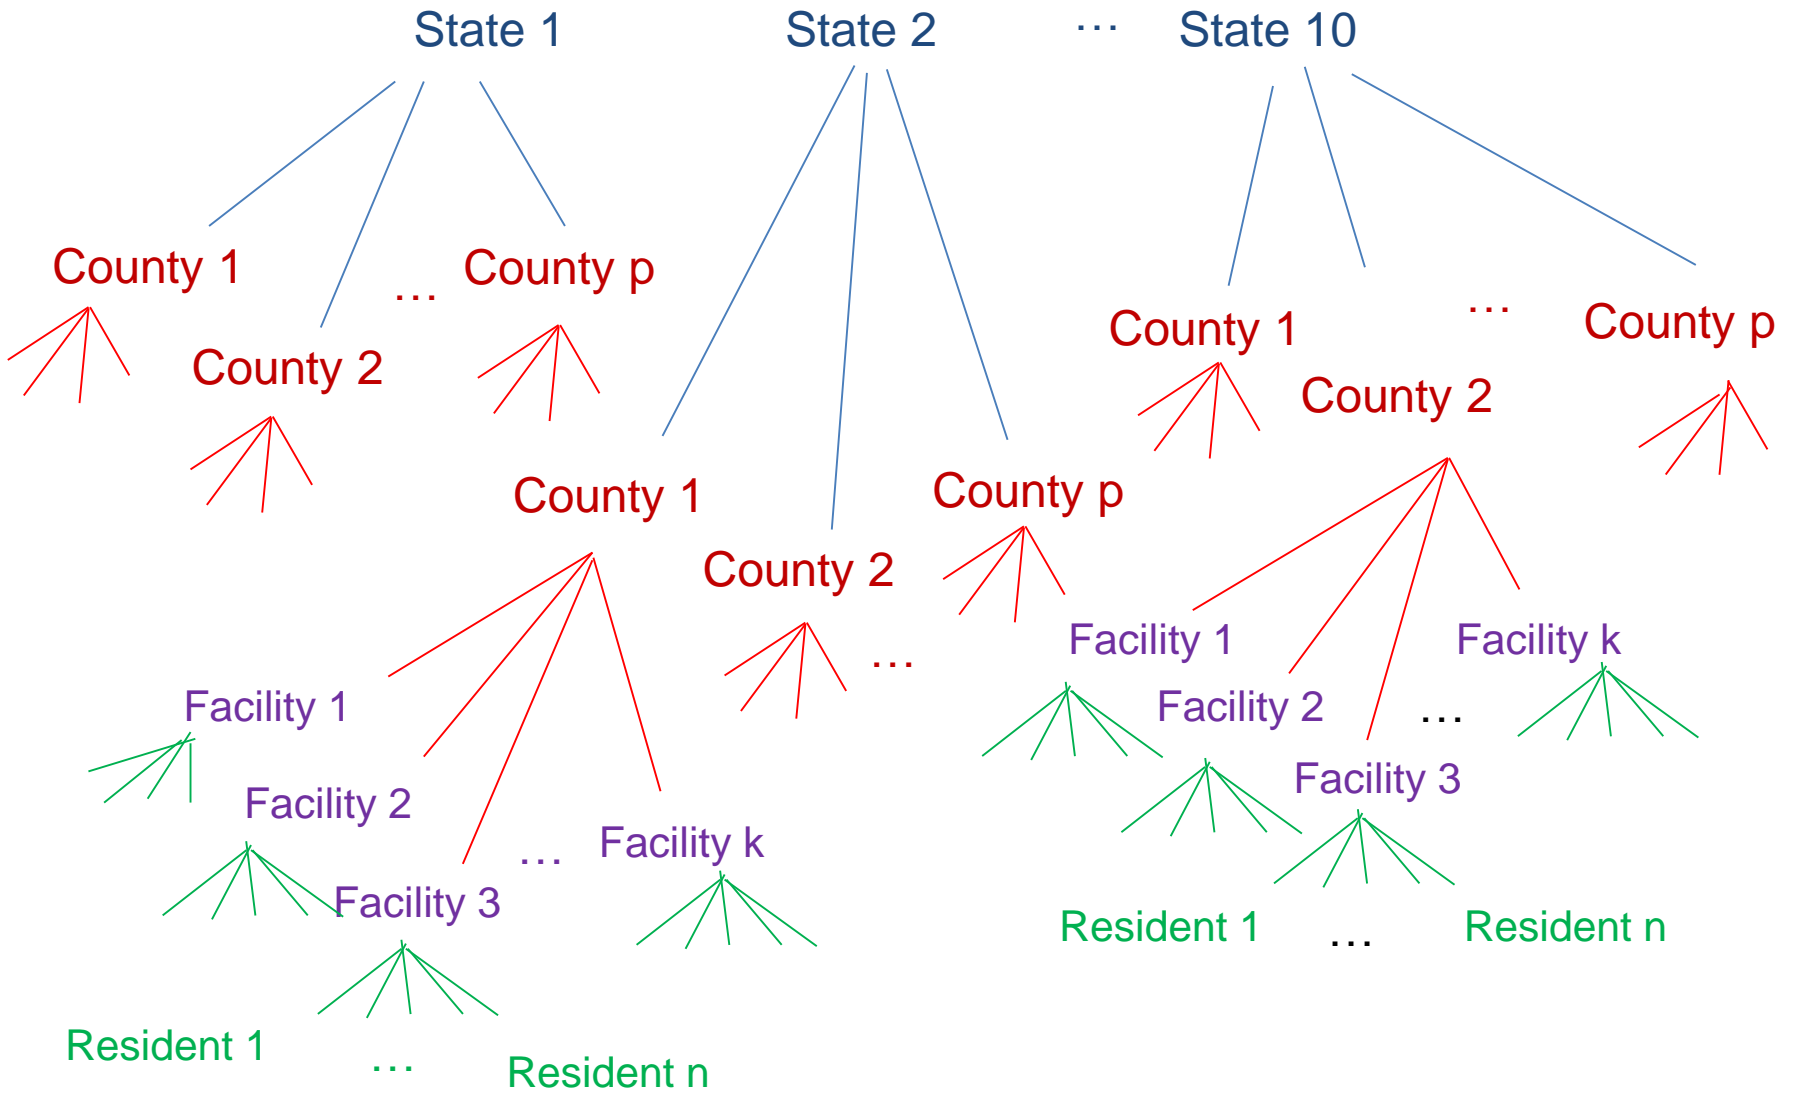 State 1 State 2 … State 10
County 1 … County p
County 2
County 1 … County p
County 2
County 1 County p
County 2 …
Facility 1 Facility k
Facility 2 …
Facility 3
Resident 1 … Resident n
Facility 1
Facility 2 … Facility k
Facility 3
Resident 1 … Resident n